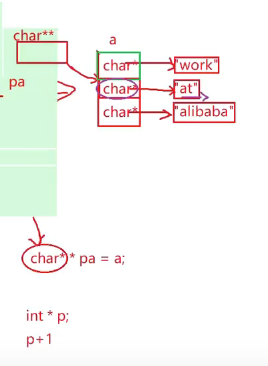 char**
a
pa
char*
"work"
char*
"at"
char*
"alibaba"
char* * pa = a;
int * p;
p+1